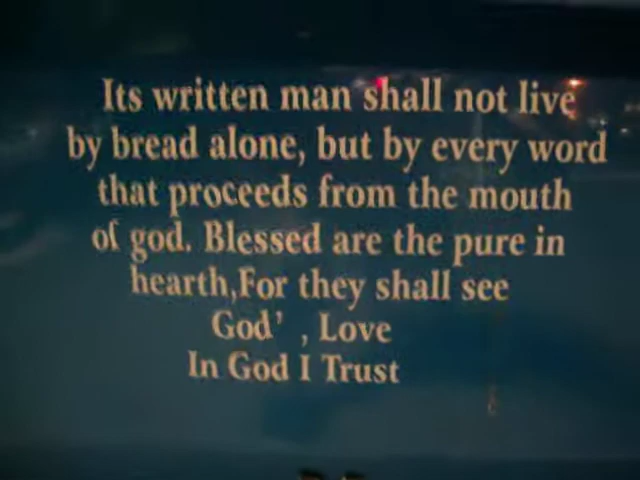 Its written man shall not live
by bread alone, but by every word
that proceeds from the mouth
of god. Blessed are the pure in
hearth,For they shall see
God' , Love
In God I Trust